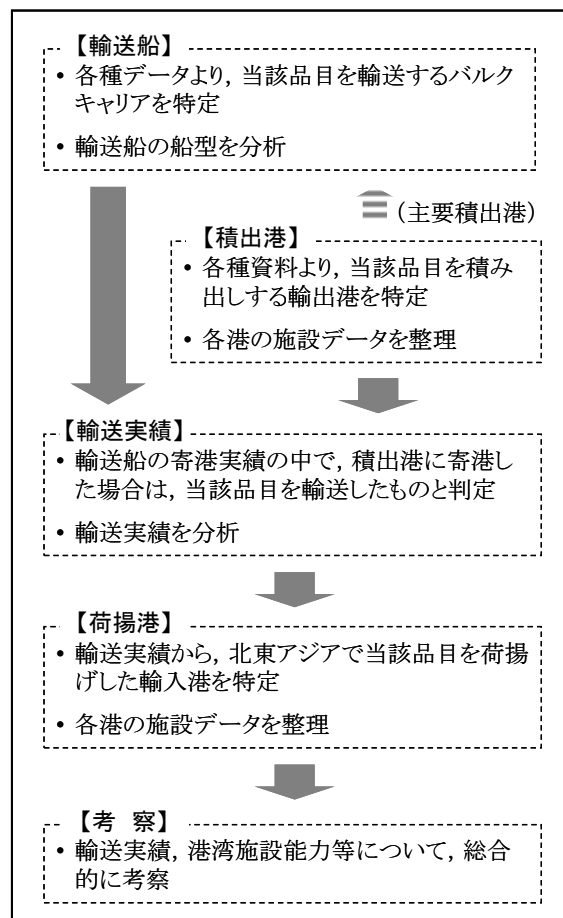 【輸送船】
• 各種データより，当該品目を輸送するバルク
キャリアを特定
• 輸送船の船型を分析
（主要積出港）
【積出港】
• 各種資料より，当該品目を積み
出しする輸出港を特定
• 各港の施設データを整理
【輸送実績】
• 輸送船の寄港実績の中で，積出港に寄港し
た場合は，当該品目を輸送したものと判定
• 輸送実績を分析
【荷揚港】
• 輸送実績から，北東アジアで当該品目を荷揚
げした輸入港を特定
• 各港の施設データを整理
【考　察】
• 輸送実績，港湾施設能力等について，総合
的に考察